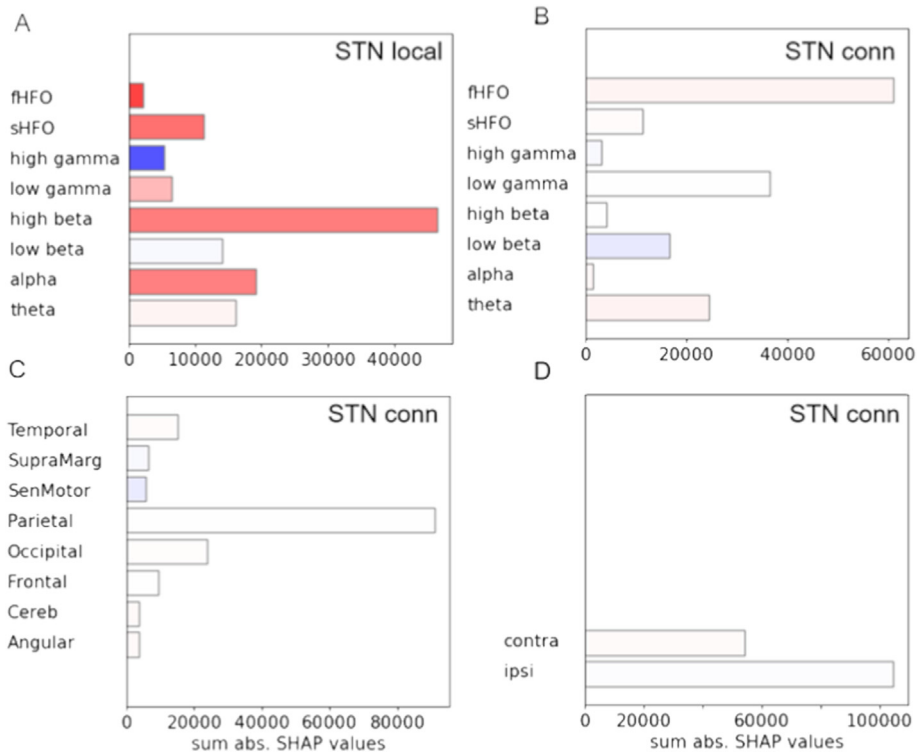 A
STN local
fHFO
sHFO
high gamma
low gamma
high beta
low beta
alpha
theta
0 10000 20000 30000 40000
B
STN conn
fHFO
sHFO
high gamma
low gamma
high beta
low beta
alpha
theta
0 20000 40000 60000
C
STN conn
Temporal
SupraMarg
SenMotor
Parietal
Occipital
Frontal
Cereb
Angular
0 20000 40000 60000 80000
sum abs. SHAP values
D
STN conn
contra
ipsi
0 20000 60000 100000
sum abs. SHAP values